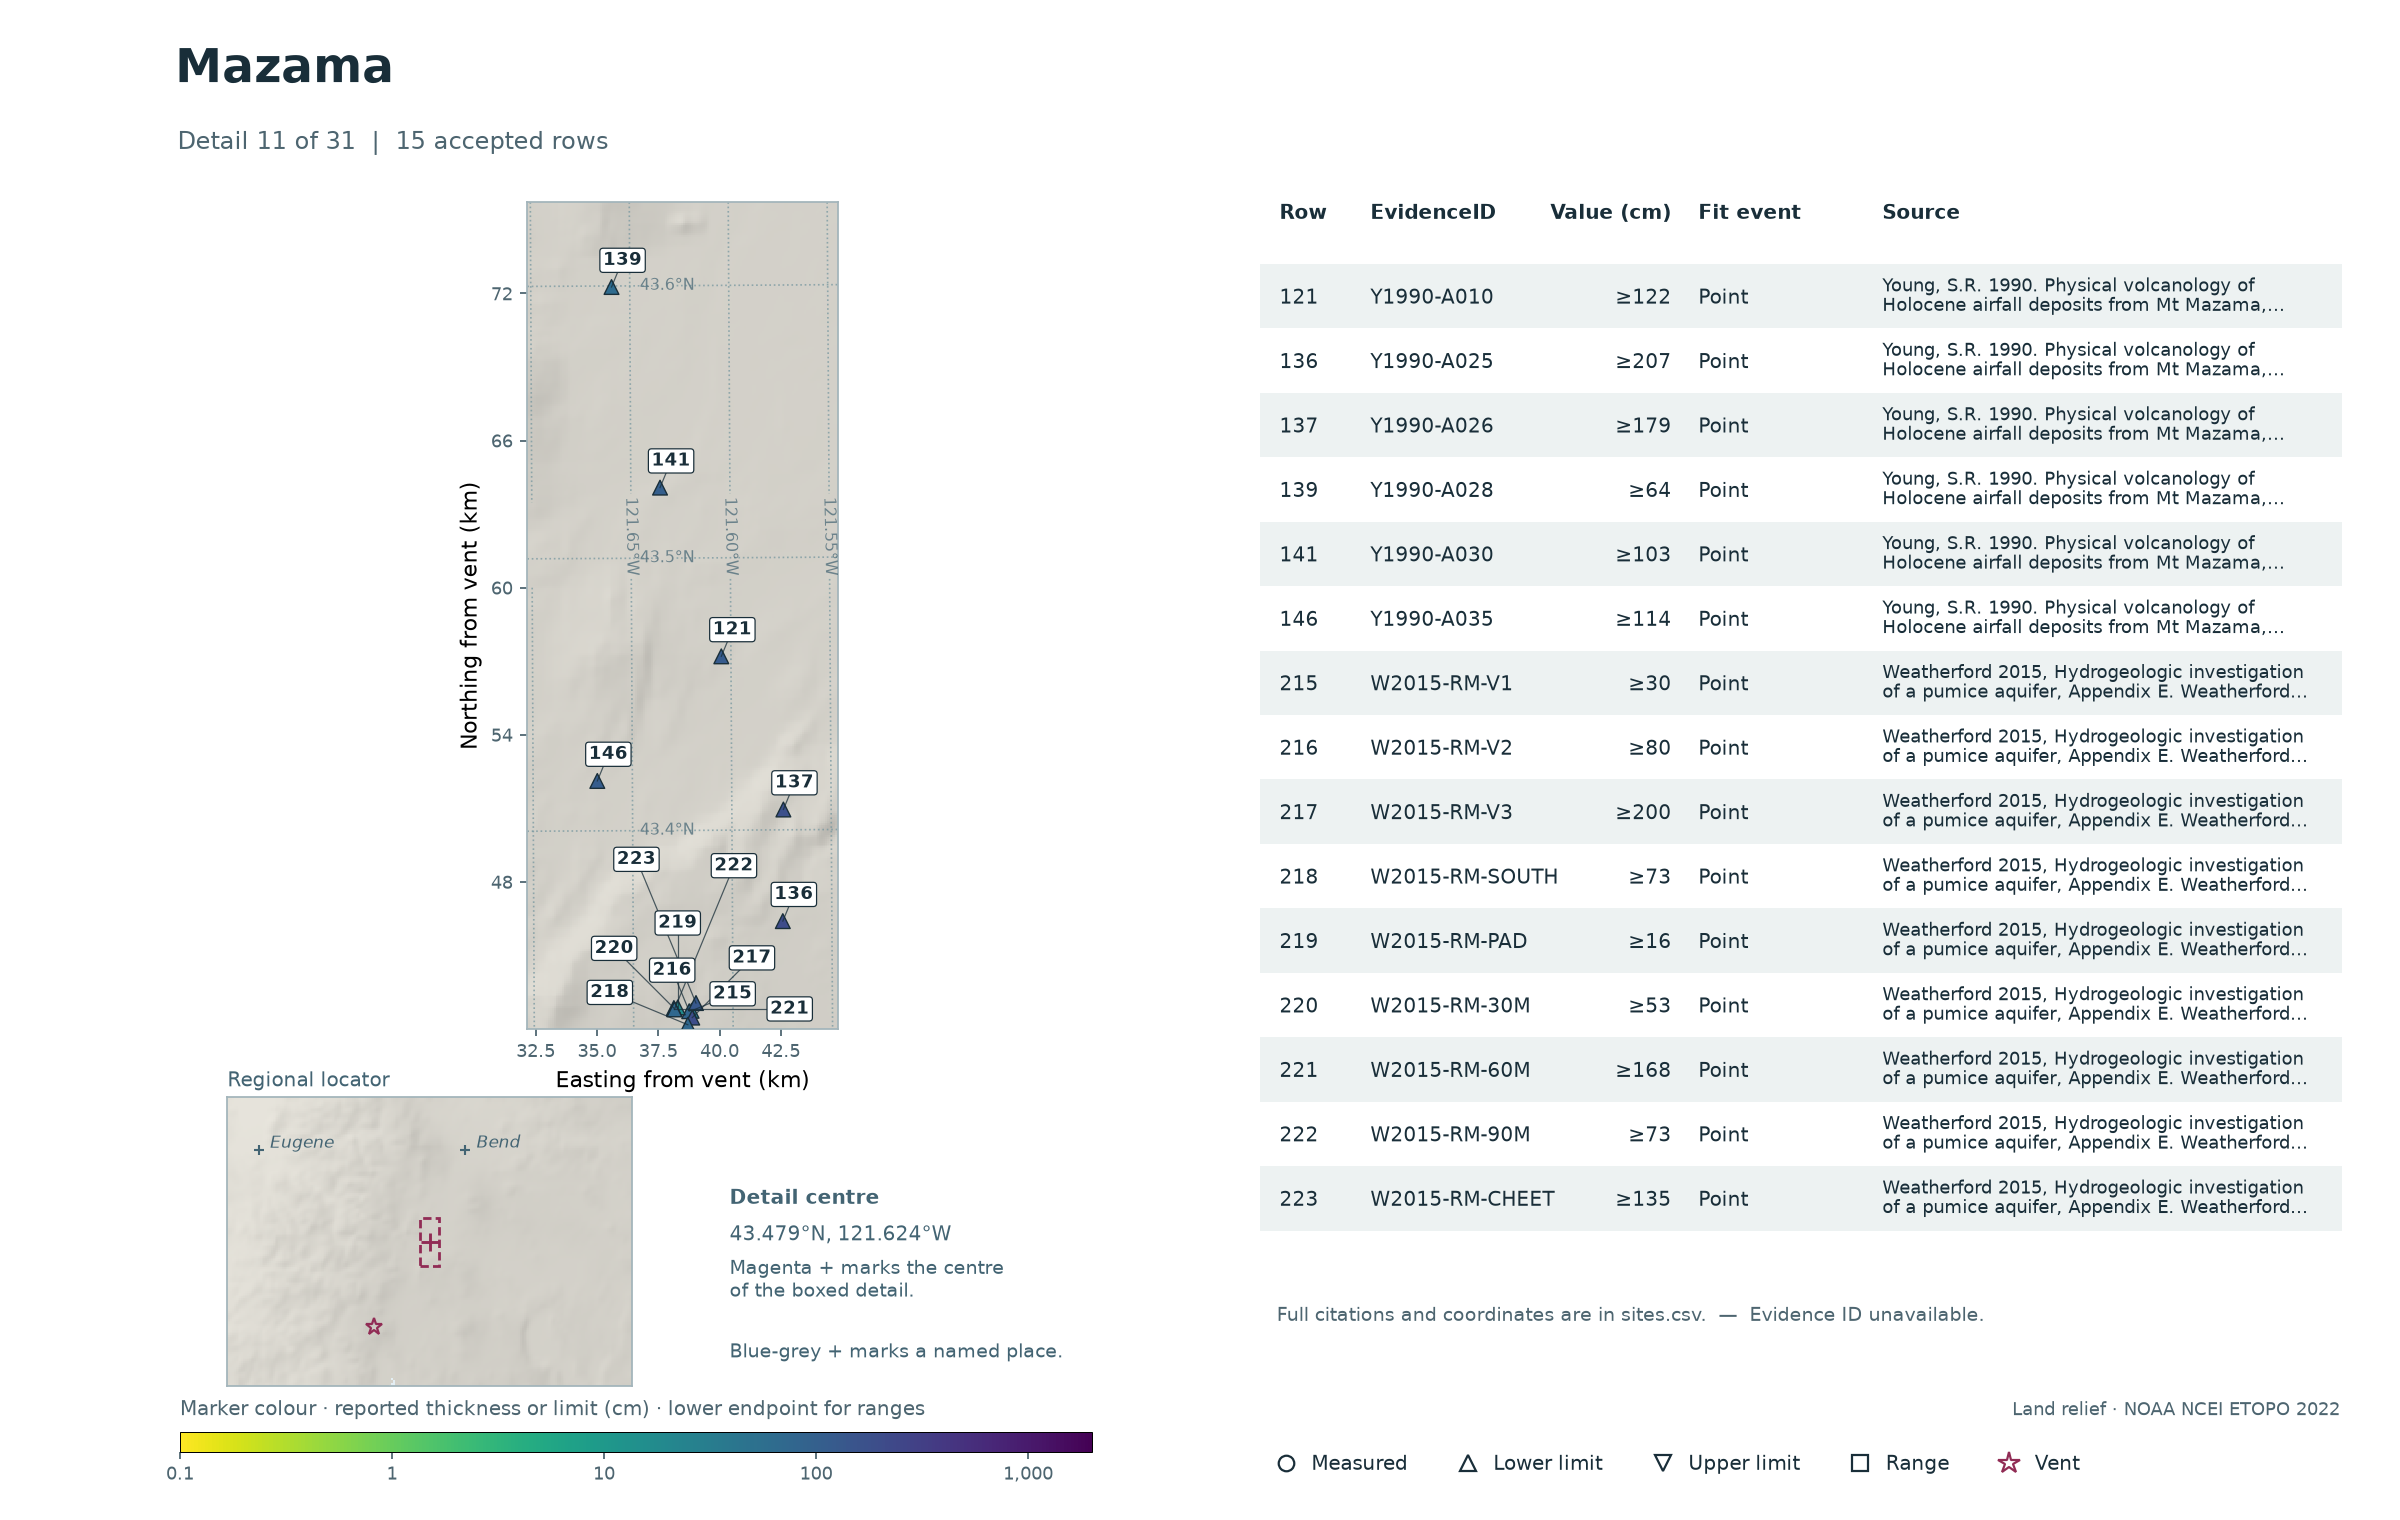 Mazama
Detail 11 of 31 | 15 accepted rows
139
43.6°N
72
66
141
121.65°W
121.60°W
121.55°W
43.5°N
60
121
Northing from vent (km)
54
146
137
43.4°N
223
222
48
136
219
220
217
216
218
215
221
32.5 35.0 37.5 40.0 42.5
Easting from vent (km)
Regional locator
Eugene
Bend
Detail centre
43.479°N, 121.624°W
Magenta + marks the centre
of the boxed detail.
Blue-grey + marks a named place.
Marker colour · reported thickness or limit (cm) · lower endpoint for ranges
0.1 1 10 100 1,000
Row EvidenceID Value (cm) Fit event Source
121 Y1990-A010 ≥122 Point Young, S.R. 1990. Physical volcanology of
Holocene airfall deposits from Mt Mazama,...
136 Y1990-A025 ≥207 Point Young, S.R. 1990. Physical volcanology of
Holocene airfall deposits from Mt Mazama,...
137 Y1990-A026 ≥179 Point Young, S.R. 1990. Physical volcanology of
Holocene airfall deposits from Mt Mazama,...
139 Y1990-A028 ≥64 Point Young, S.R. 1990. Physical volcanology of
Holocene airfall deposits from Mt Mazama,...
141 Y1990-A030 ≥103 Point Young, S.R. 1990. Physical volcanology of
Holocene airfall deposits from Mt Mazama,...
146 Y1990-A035 ≥114 Point Young, S.R. 1990. Physical volcanology of
Holocene airfall deposits from Mt Mazama,...
215 W2015-RM-V1 ≥30 Point Weatherford 2015, Hydrogeologic investigation
of a pumice aquifer, Appendix E. Weatherford...
216 W2015-RM-V2 ≥80 Point Weatherford 2015, Hydrogeologic investigation
of a pumice aquifer, Appendix E. Weatherford...
217 W2015-RM-V3 ≥200 Point Weatherford 2015, Hydrogeologic investigation
of a pumice aquifer, Appendix E. Weatherford...
218 W2015-RM-SOUTH ≥73 Point Weatherford 2015, Hydrogeologic investigation
of a pumice aquifer, Appendix E. Weatherford...
219 W2015-RM-PAD ≥16 Point Weatherford 2015, Hydrogeologic investigation
of a pumice aquifer, Appendix E. Weatherford...
220 W2015-RM-30M ≥53 Point Weatherford 2015, Hydrogeologic investigation
of a pumice aquifer, Appendix E. Weatherford...
221 W2015-RM-60M ≥168 Point Weatherford 2015, Hydrogeologic investigation
of a pumice aquifer, Appendix E. Weatherford...
222 W2015-RM-90M ≥73 Point Weatherford 2015, Hydrogeologic investigation
of a pumice aquifer, Appendix E. Weatherford...
223 W2015-RM-CHEET ≥135 Point Weatherford 2015, Hydrogeologic investigation
of a pumice aquifer, Appendix E. Weatherford...
Full citations and coordinates are in sites.csv. — Evidence ID unavailable.
Land relief · NOAA NCEI ETOPO 2022
Measured Lower limit Upper limit Range Vent